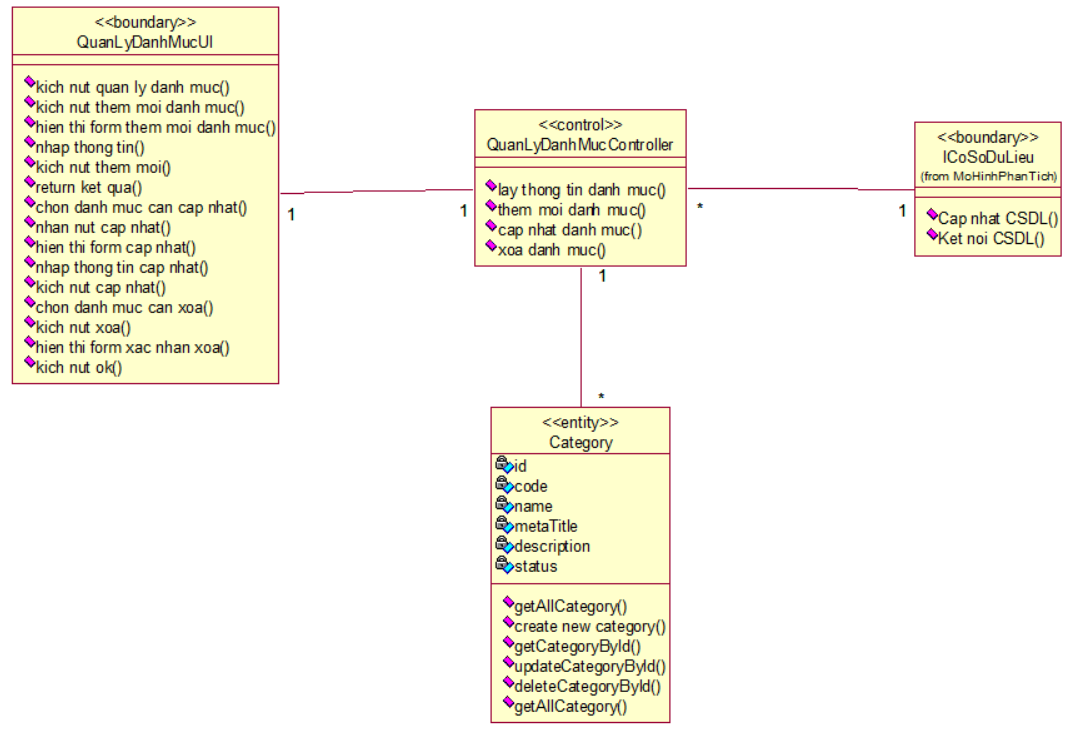 <<boundary>>
QuanLyDanhMucUI
kich nut quan ly danh muc()
kich nut them moi danh muc()
hien thi form them moi danh muc()
nhap thong tin()
kich nut them moi()
return ket qua()
chon danh muc can cap nhat()
nhan nut cap nhat()
hien thi form cap nhat()
nhap thong tin cap nhat()
kich nut cap nhat()
chon danh muc can xoa()
kich nut xoa()
hien thi form xac nhan xoa()
kich nut ok()
1
1
<<control>>
QuanLyDanhMucController
lay thong tin danh muc()
them moi danh muc()
cap nhat danh muc()
xoa danh muc()
*
1
<<boundary>>
ICoSoDuLieu
(from MoHinhPhanTich)
Cap nhat CSDL()
Ket noi CSDL()
1
*
<<entity>>
Category
id
code
name
metaTitle
description
status
getAllCategory()
create new category()
getCategoryById()
updateCategoryById()
deleteCategoryById()
getAllCategory()